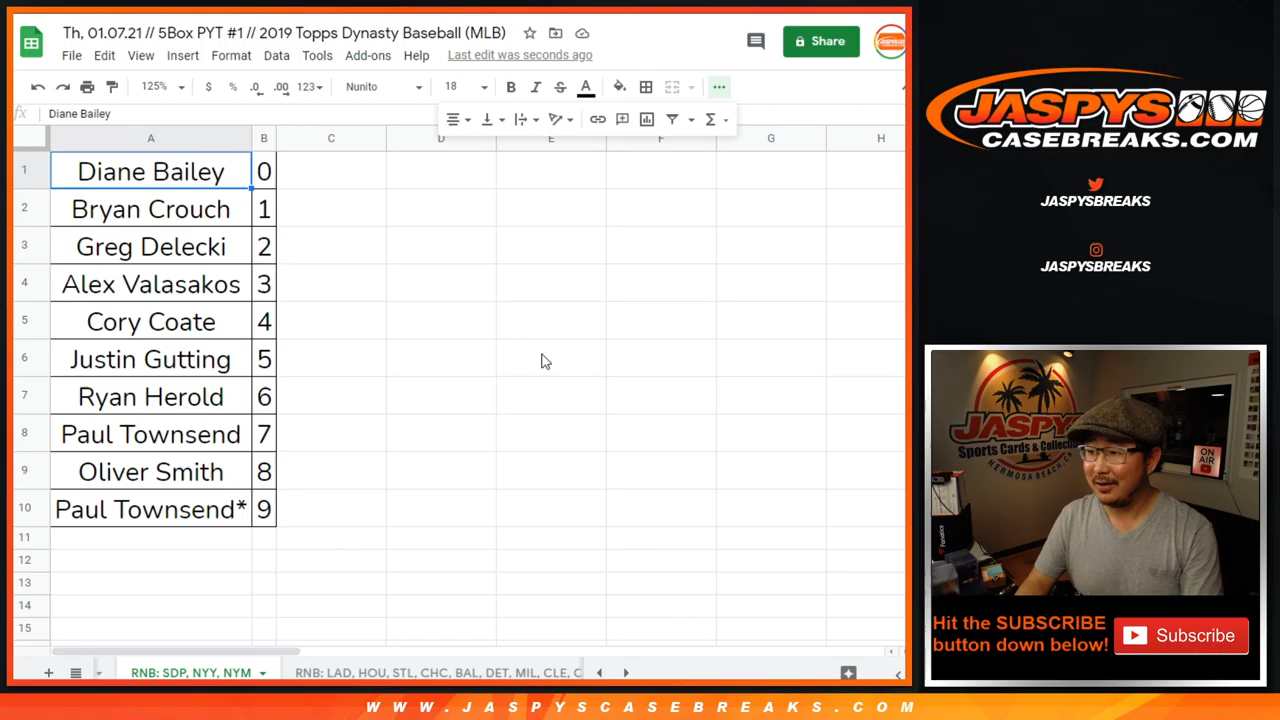 Th, 01.07.21 // 5Box PYT #1 // 2019 Topps Dynasty Baseball (MLB)
File Edit View Insert Format Data Tools Add-ons Help Last edit was seconds ago
Share
125% $ % .0 .00 123 Nunito 18 B I S A
fx Diane Bailey
A B C D E F G H
1 Diane Bailey 0
2 Bryan Crouch 1
3 Greg Delecki 2
4 Alex Valasakos 3
5 Cory Coate 4
6 Justin Gutting 5
7 Ryan Herold 6
8 Paul Townsend 7
9 Oliver Smith 8
10 Paul Townsend* 9
11
12
13
14
15
RNB: SDP, NYY, NYM
RNB: LAD, HOU, STL, CHC, BAL, DET, MIL, CLE, C
JASPYS
CASEBREAKS.COM
JASPYSBREAKS
JASPYSBREAKS
JASPYS
Sports Cards & Collectib
HERMOSA BEACH, CA
ON AIR
Fanatics
Hit the SUBSCRIBE
button down below!
Subscribe
WWW.JASPYSCASEBREAKS.COM